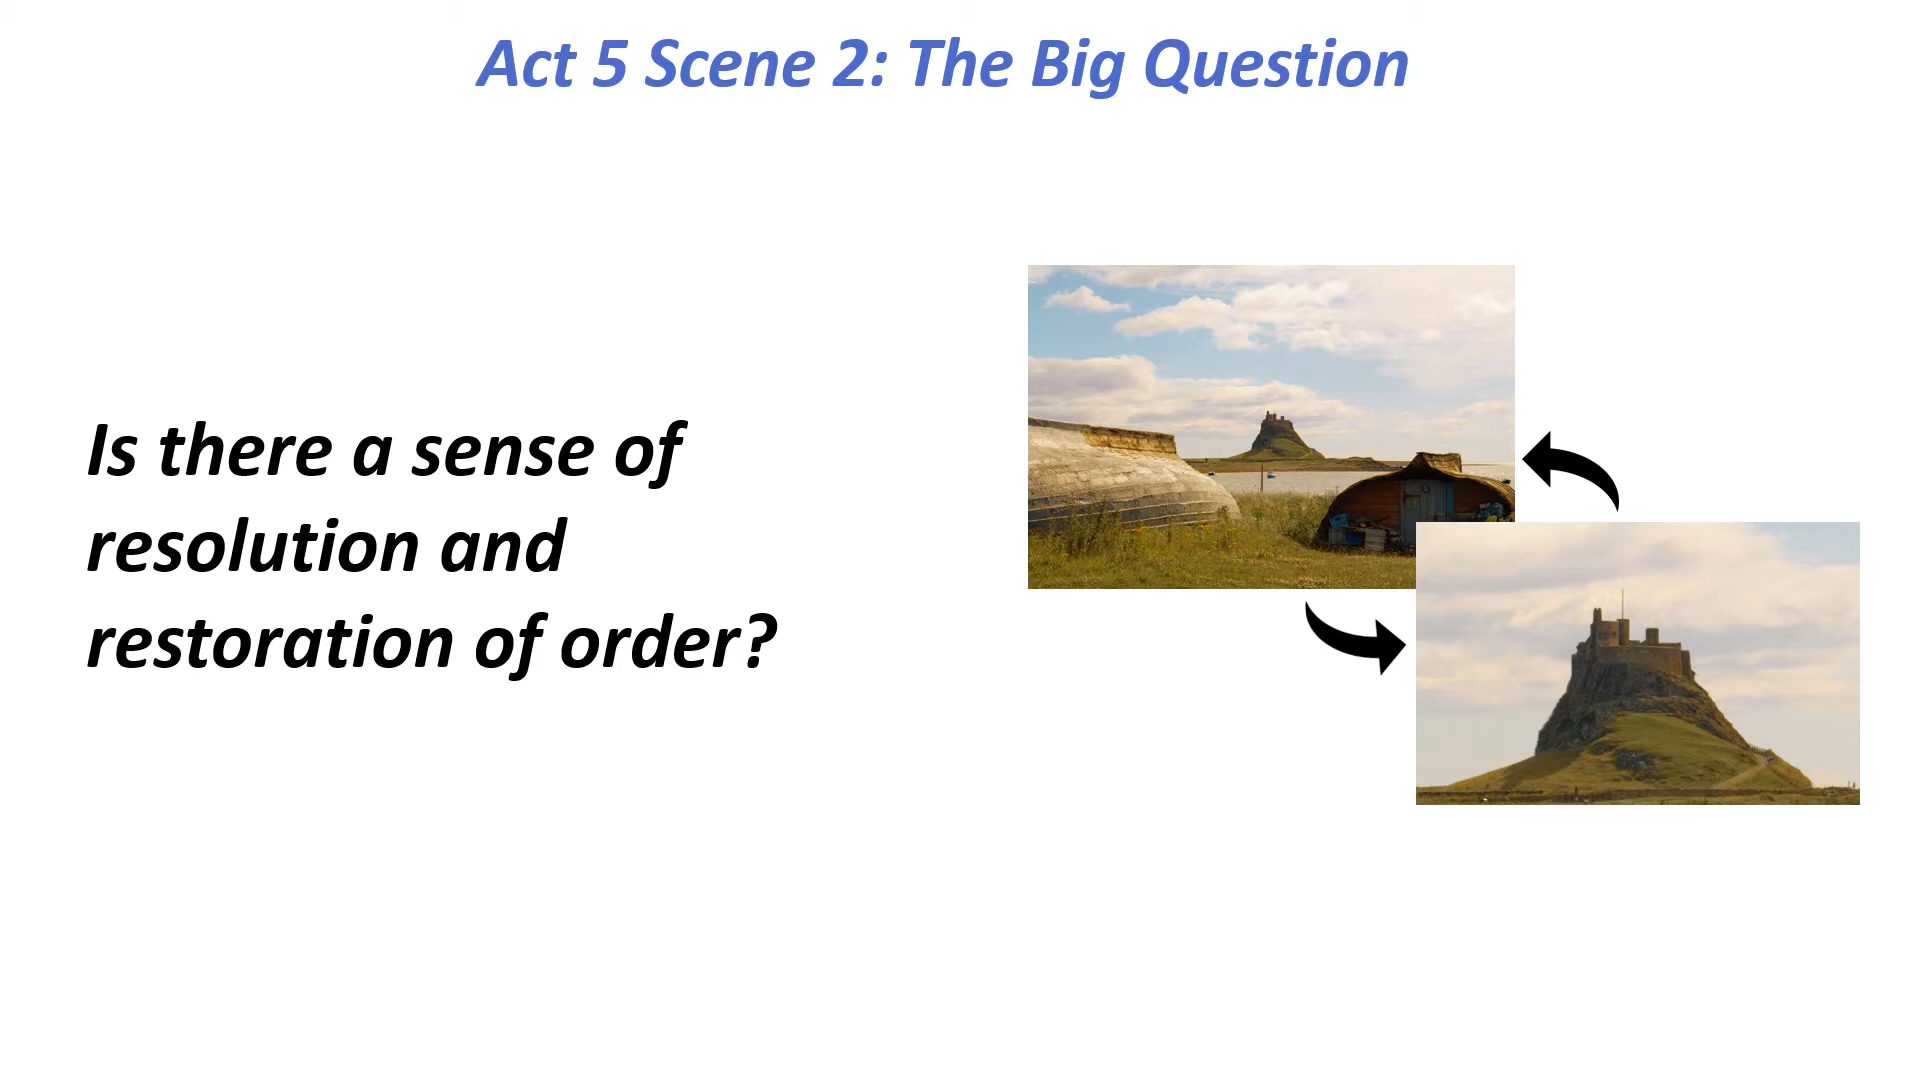 Act 5 Scene 2: The Big Question
Is there a sense of
resolution and
restoration of order?